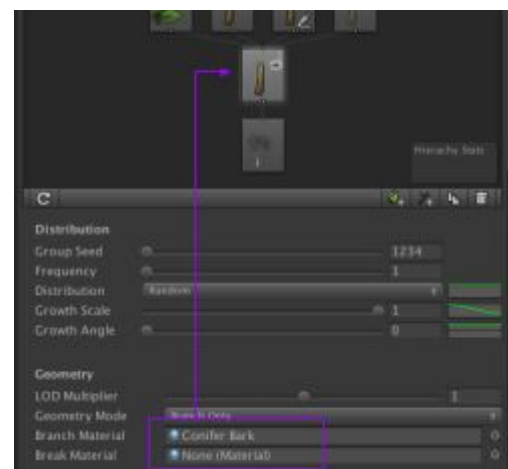 Hierarchy Stats
Distribution
Group Seed 1234
Frequency 1
Distribution Random
Growth Scale 1
Growth Angle 0
Geometry
LOD Multiplier 1
Geometry Mode Branch Only
Branch Material Conifer Bark
Break Material None (Material)